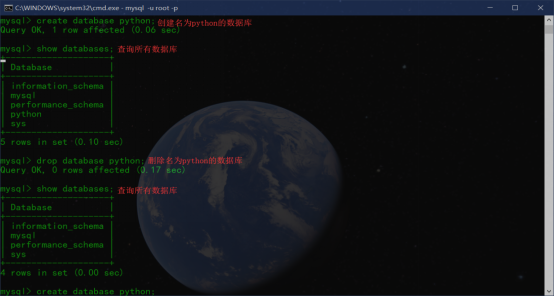 C:\WINDOWS\system32\cmd.exe - mysql -u root -p
mysql> create database python; 创建名为python的数据库
Query OK, 1 row affected (0.06 sec)
mysql> show databases; 查询所有数据库
+--------------------+
| Database |
+--------------------+
| information_schema |
| mysql |
| performance_schema |
| python |
| sys |
+--------------------+
5 rows in set (0.10 sec)
mysql> drop database python; 删除名为python的数据库
Query OK, 0 rows affected (0.17 sec)
mysql> show databases; 查询所有数据库
+--------------------+
| Database |
+--------------------+
| information_schema |
| mysql |
| performance_schema |
| sys |
+--------------------+
4 rows in set (0.00 sec)
mysql> create database python;